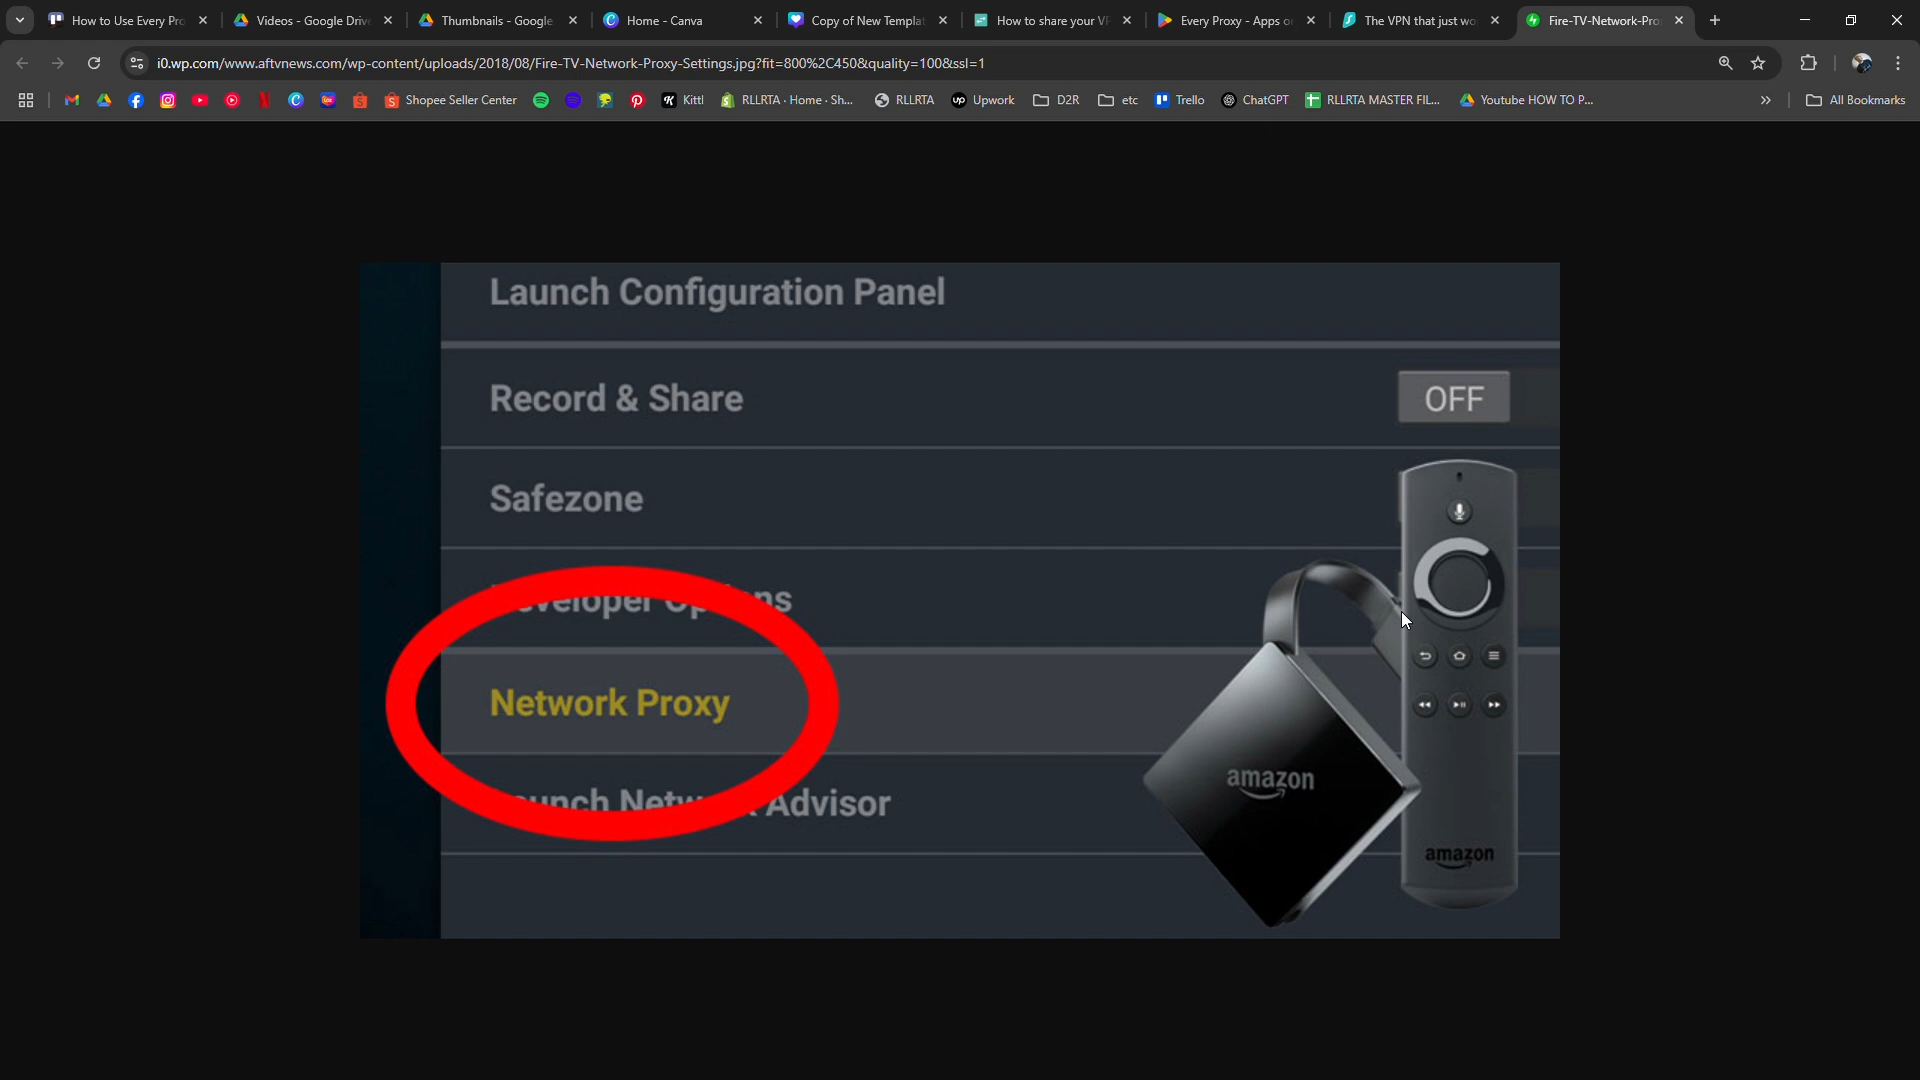 How to Use Every Pro
Videos - Google Drive
Thumbnails - Google
Home - Canva
Copy of New Templat
How to share your VP
Every Proxy - Apps o
The VPN that just wo
Fire-TV-Network-Pro
i0.wp.com/www.aftvnews.com/wp-content/uploads/2018/08/Fire-TV-Network-Proxy-Settings.jpg?fit=800%2C450&quality=100&ssl=1
Shopee Seller Center
Kittl
RLLRTA · Home · Sh...
RLLRTA
Upwork
D2R
etc
Trello
ChatGPT
RLLRTA MASTER FIL...
Youtube HOW TO P...
All Bookmarks
Launch Configuration Panel
Record & Share
OFF
Safezone
Developer Options
Network Proxy
Launch Network Advisor
amazon
amazon